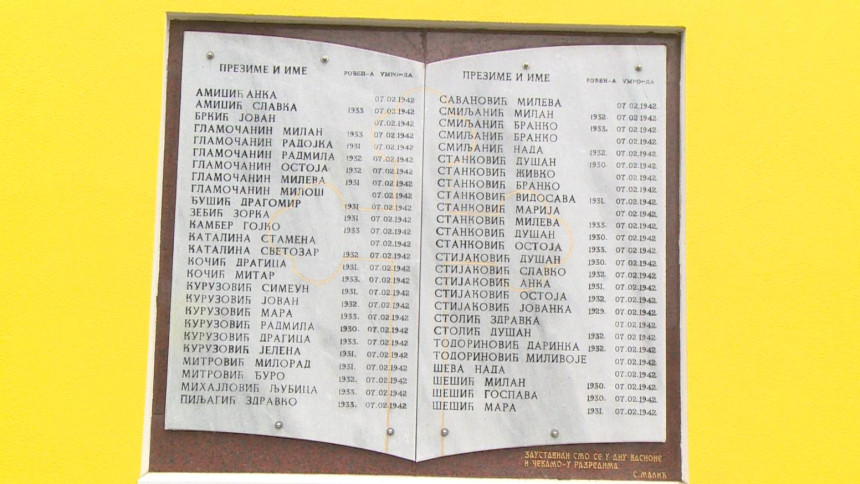 ПРЕЗИМЕ И ИМЕ РОЂЕН-А УМРО-ЛА
АМИЏИЋ АНКА 07.02.1942
АМИЏИЋ СЛАВКА 1933 07.02.1942
БРКИЋ ЈОВАН 07.02.1942
ГЛАМОЧАНИН МИЛАН 1933 07.02.1942
ГЛАМОЧАНИН РАДОЈКА 1931 07.02.1942
ГЛАМОЧАНИН РАДМИЛА 1932 07.02.1942
ГЛАМОЧАНИН ОСТОЈА 1932 07.02.1942
ГЛАМОЧАНИН МИЛЕВА 1931 07.02.1942
ГЛАМОЧАНИН МИЛОШ 07.02.1942
ЂУШИЋ ДРАГОМИР 1931 07.02.1942
ЗЕБИЋ ЗОРКА 1931 07.02.1942
КАМБЕР ГОЈКО 1933 07.02.1942
КАТАЛИНА СТАМЕНА 07.02.1942
КАТАЛИНА СВЕТОЗАР 1932 07.02.1942
КОЧИЋ ДРАГИЦА 1931. 07.02.1942
КОЧИЋ МИТАР 1933. 07.02.1942
КУРУЗОВИЋ СИМЕУН 1931. 07.02.1942
КУРУЗОВИЋ ЈОВАН 1932. 07.02.1942
КУРУЗОВИЋ МАРА 1933. 07.02.1942
КУРУЗОВИЋ РАДМИЛА 1930. 07.02.1942
КУРУЗОВИЋ ДРАГИЦА 1933. 07.02.1942
КУРУЗОВИЋ ЈЕЛЕНА 1931. 07.02.1942
МИТРОВИЋ МИЛОРАД 1931. 07.02.1942
МИТРОВИЋ ЂУРО 1932. 07.02.1942
МИХАЈЛОВИЋ ЉУБИЦА 1933. 07.02.1942
ПИЉАГИЋ ЗДРАВКО 1933. 07.02.1942
ПРЕЗИМЕ И ИМЕ РОЂЕН-А УМРО-ЛА
САВАНОВИЋ МИЛЕВА 07.02.1942
СМИЉАНИЋ МИЛАН 1932. 07.02.1942
СМИЉАНИЋ БРАНКО 1933. 07.02.1942
СМИЉАНИЋ БРАНКО 07.02.1942
СМИЉАНИЋ НАДА 1932. 07.02.1942
СТАНКОВИЋ ДУШАН 1930. 07.02.1942
СТАНКОВИЋ ЖИВКО 07.02.1942
СТАНКОВИЋ БРАНКО 07.02.1942
СТАНКОВИЋ ВИДОСАВА 1931. 07.02.1942
СТАНКОВИЋ МАРИЈА 07.02.1942
СТАНКОВИЋ МИЛЕВА 1933. 07.02.1942
СТАНКОВИЋ ДУШАН 1930. 07.02.1942
СТАНКОВИЋ ОСТОЈА 1933. 07.02.1942
СТИЈАКОВИЋ ДУШАН 1930. 07.02.1942
СТИЈАКОВИЋ СЛАВКО 1932. 07.02.1942
СТИЈАКОВИЋ АНКА 1931. 07.02.1942
СТИЈАКОВИЋ ОСТОЈА 1932. 07.02.1942
СТИЈАКОВИЋ ЈОВАНКА 1929. 07.02.1942
СТОЛИЋ ЗДРАВКА 07.02.1942
СТОЛИЋ ДУШАН 1932. 07.02.1942
ТОДОРИНОВИЋ ДАРИНКА 1932. 07.02.1942
ТОДОРИНОВИЋ МИЛИВОЈЕ 07.02.1942
ШЕВА НАДА 07.02.1942
ШЕШИЋ МИЛАН 1930. 07.02.1942
ШЕШИЋ ГОСПАВА 1930. 07.02.1942
ШЕШИЋ МАРА 1931. 07.02.1942
ЗАУСТАВИЛИ СМО СЕ У ДНУ ВАСИОНЕ
И ЧЕКАМО-У РАЗРЕДИМА
С.МАЛИЋ